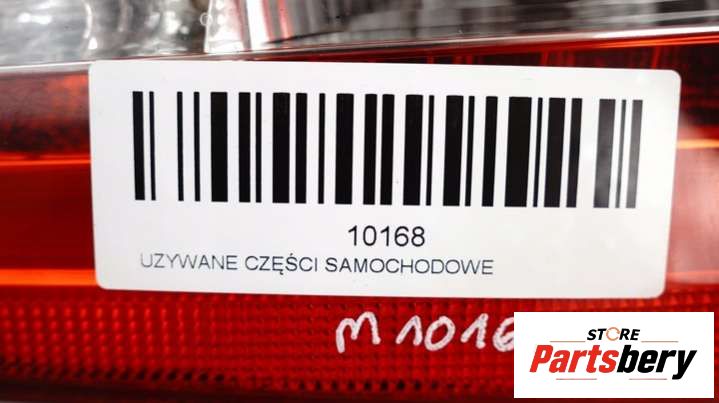 10168
UZYWANE CZĘŚCI SAMOCHODOWE
STORE
Partsbery